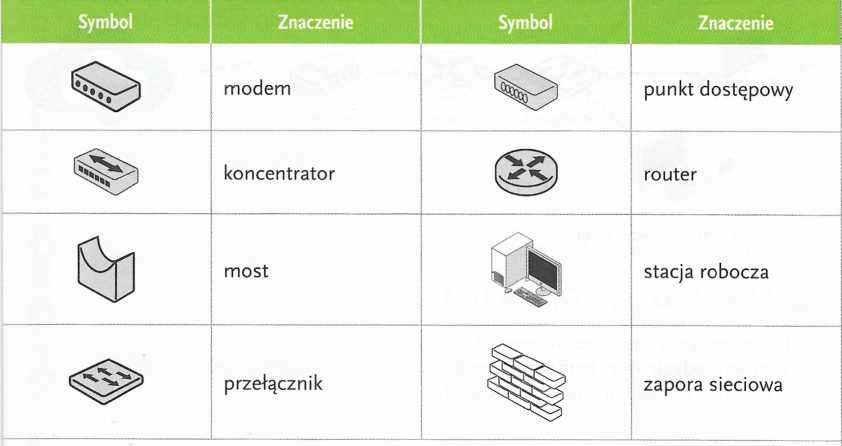 Symbol Znaczenie Symbol Znaczenie
modem punkt dostępowy
koncentrator router
most stacja robocza
przełącznik zapora sieciowa